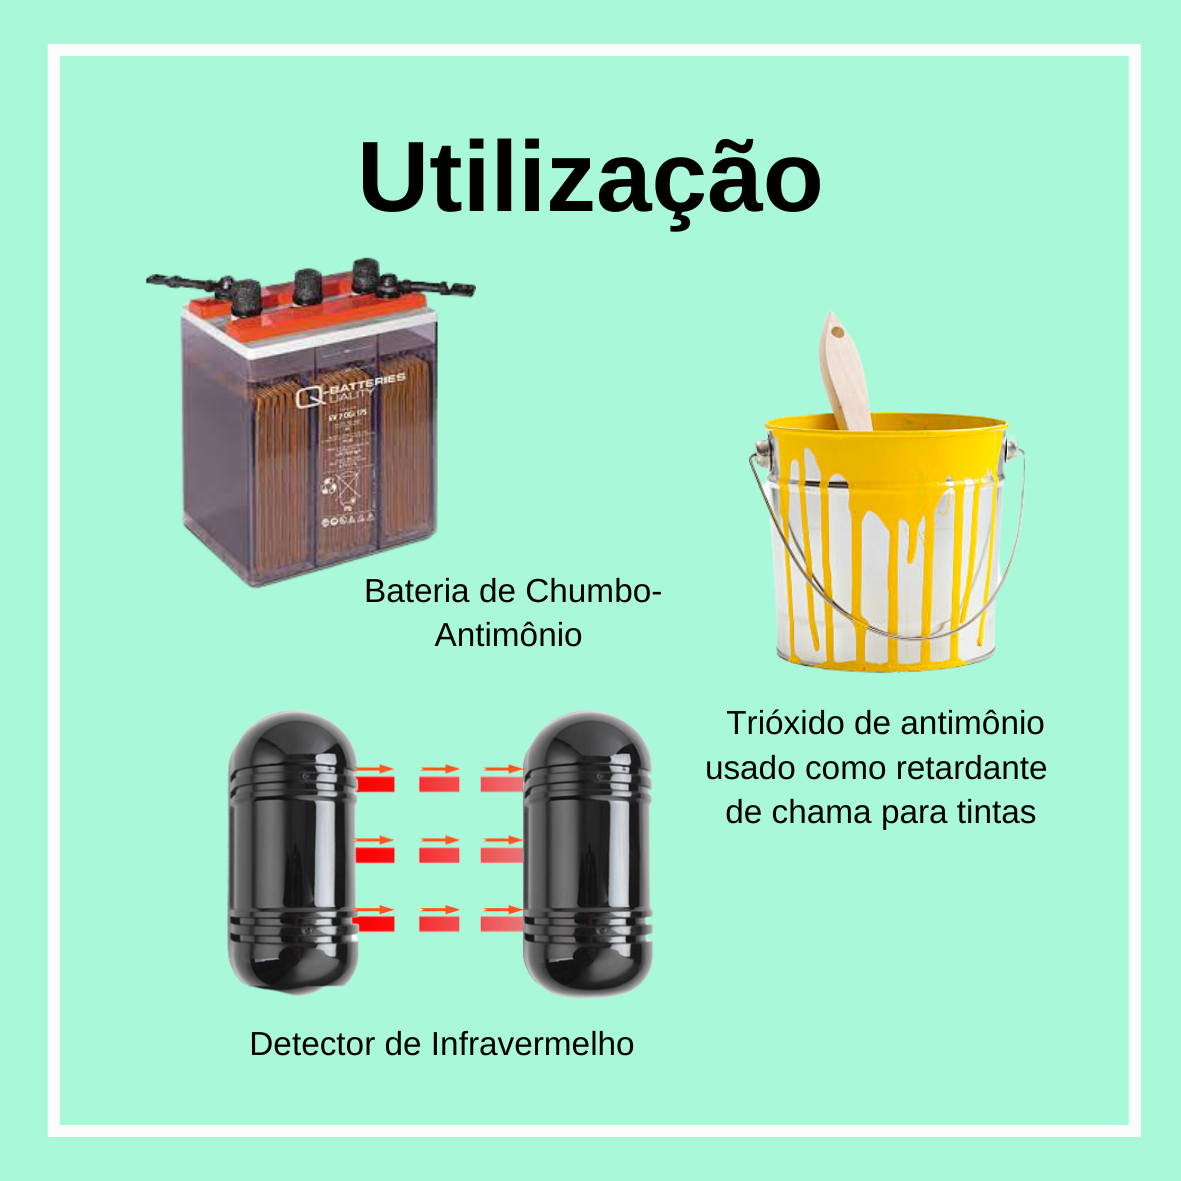 Utilização
Q-BATTERIES
QUALITY
Bateria de Chumbo-
Antimônio
Trióxido de antimônio
usado como retardante
de chama para tintas
Detector de Infravermelho